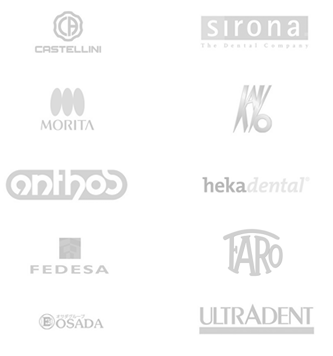 CASTELLINI
sirona.
The Dental Company
MORITA
anthos
hekadental®
FEDESA
FARO
OSADA
ULTRADENT